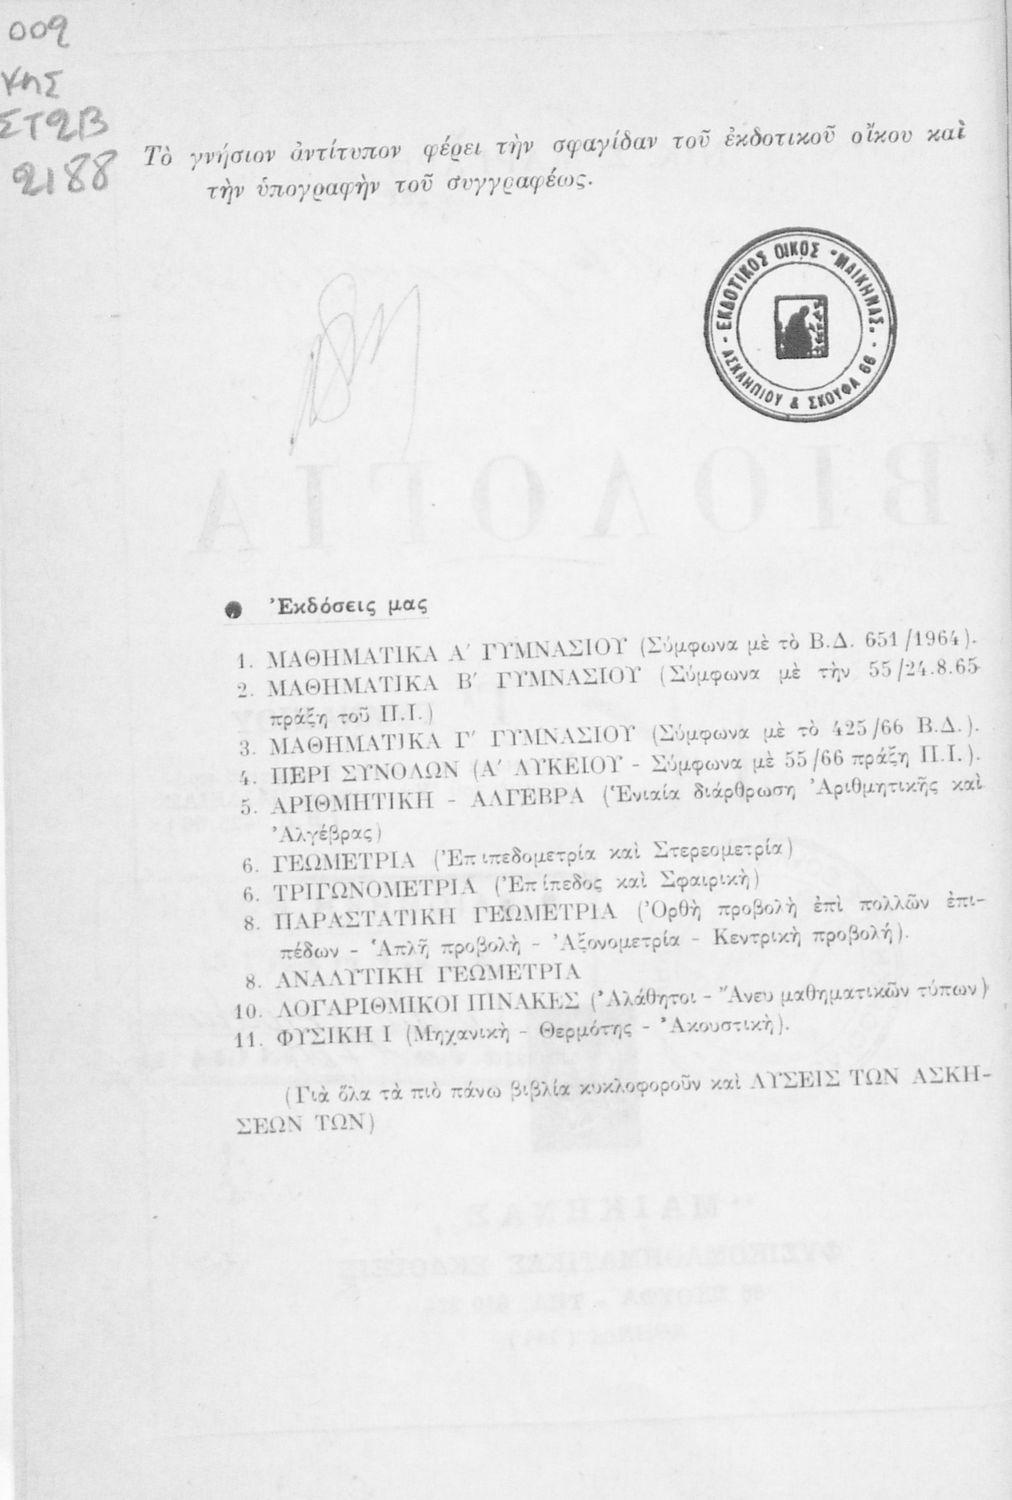 009
ΚΠΣ
ΣΤ2Β
2188
Τὸ γνήσιον ἀντίτυπον φέρει τὴν σφαγίδαν τοῦ ἐκδοτικοῦ οἴκου καὶ
τὴν ὑπογραφὴν τοῦ συγγραφέως.
ΕΚΔΟΤΙΚΟΣ ΟΙΚΟΣ "ΜΑΙΚΗΝΑΣ"
ΑΣΚΛΗΠΙΟΥ & ΣΚΟΥΦΑ 66
● Ἐκδόσεις μας
1. ΜΑΘΗΜΑΤΙΚΑ Α΄ ΓΥΜΝΑΣΙΟΥ (Σύμφωνα μὲ τὸ Β.Δ. 651/1964).
2. ΜΑΘΗΜΑΤΙΚΑ Β΄ ΓΥΜΝΑΣΙΟΥ (Σύμφωνα μὲ τὴν 55/24.8.65
πράξη τοῦ Π.Ι.)
3. ΜΑΘΗΜΑΤΙΚΑ Γ΄ ΓΥΜΝΑΣΙΟΥ (Σύμφωνα μὲ τὸ 425/66 Β.Δ.).
4. ΠΕΡΙ ΣΥΝΟΛΩΝ (Α΄ ΛΥΚΕΙΟΥ - Σύμφωνα μὲ 55/66 πράξη Π.Ι.).
5. ΑΡΙΘΜΗΤΙΚΗ - ΑΛΓΕΒΡΑ (Ἑνιαία διάρθρωση Ἀριθμητικῆς καὶ
Ἀλγέβρας)
6. ΓΕΩΜΕΤΡΙΑ (Ἐπιπεδομετρία καὶ Στερεομετρία)
6. ΤΡΙΓΩΝΟΜΕΤΡΙΑ (Ἐπίπεδος καὶ Σφαιρικὴ)
8. ΠΑΡΑΣΤΑΤΙΚΗ ΓΕΩΜΕΤΡΙΑ (Ὀρθὴ προβολὴ ἐπὶ πολλῶν ἐπι-
πέδων - Ἁπλῆ προβολὴ - Ἀξονομετρία - Κεντρικὴ προβολή).
8. ΑΝΑΛΥΤΙΚΗ ΓΕΩΜΕΤΡΙΑ
10. ΛΟΓΑΡΙΘΜΙΚΟΙ ΠΙΝΑΚΕΣ (Ἀλάθητοι - Ἄνευ μαθηματικῶν τύπων)
11. ΦΥΣΙΚΗ Ι (Μηχανικὴ - Θερμότης - Ἀκουστικὴ).
(Γιὰ ὅλα τὰ πιὸ πάνω βιβλία κυκλοφοροῦν καὶ ΛΥΣΕΙΣ ΤΩΝ ΑΣΚΗ-
ΣΕΩΝ ΤΩΝ)